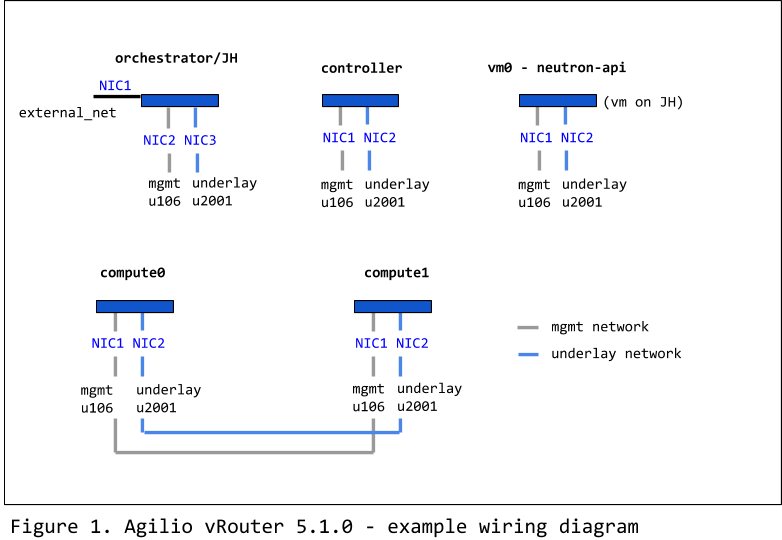 orchestrator/JH
controller
vm0 - neutron-api
NIC1
external_net
(vm on JH)
NIC2 NIC3
NIC1 NIC2
NIC1 NIC2
mgmt underlay
u106 u2001
mgmt underlay
u106 u2001
mgmt underlay
u106 u2001
compute0
compute1
NIC1 NIC2
NIC1 NIC2
mgmt underlay
u106 u2001
mgmt underlay
u106 u2001
mgmt network
underlay network
Figure 1. Agilio vRouter 5.1.0 - example wiring diagram